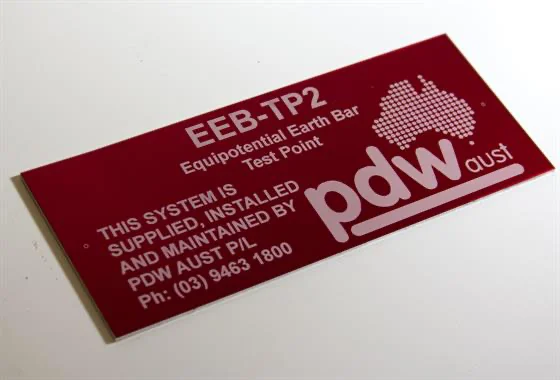 EEB-TP2
Equipotential Earth Bar
Test Point
THIS SYSTEM IS
SUPPLIED, INSTALLED
AND MAINTAINED BY
PDW AUST P/L
Ph: (03) 9463 1800
pdw aust